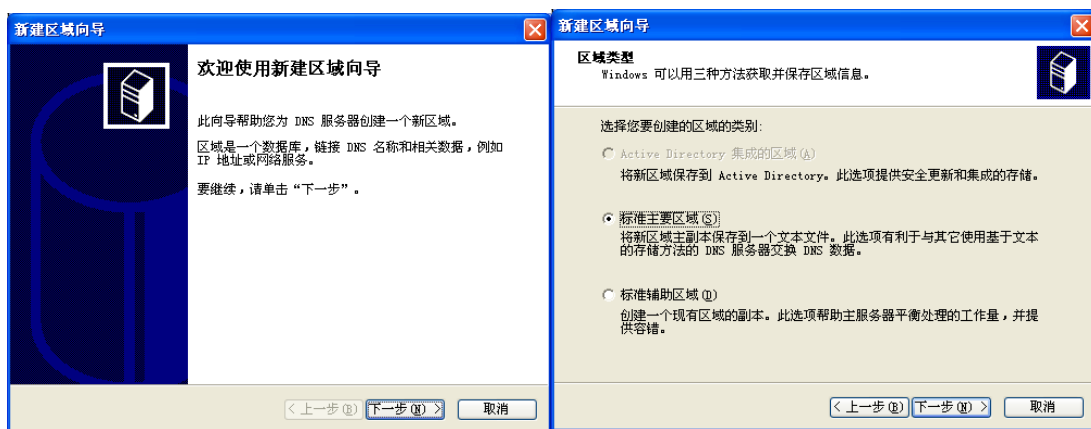 新建区域向导
欢迎使用新建区域向导
此向导帮助您为 DNS 服务器创建一个新区域。
区域是一个数据库，链接 DNS 名称和相关数据，例如
IP 地址或网络服务。
要继续，请单击“下一步”。
< 上一步(B)
下一步(N) >
取消
新建区域向导
区域类型
Windows 可以用三种方法获取并保存区域信息。
选择您要创建的区域的类别:
Active Directory 集成的区域(A)
将新区域保存到 Active Directory。此选项提供安全更新和集成的存储。
标准主要区域(S)
将新区域主副本保存到一个文本文件。此选项有利于与其它使用基于文本
的存储方法的 DNS 服务器交换 DNS 数据。
标准辅助区域(D)
创建一个现有区域的副本。此选项帮助主服务器平衡处理的工作量，并提
供容错。
< 上一步(B)
下一步(N) >
取消